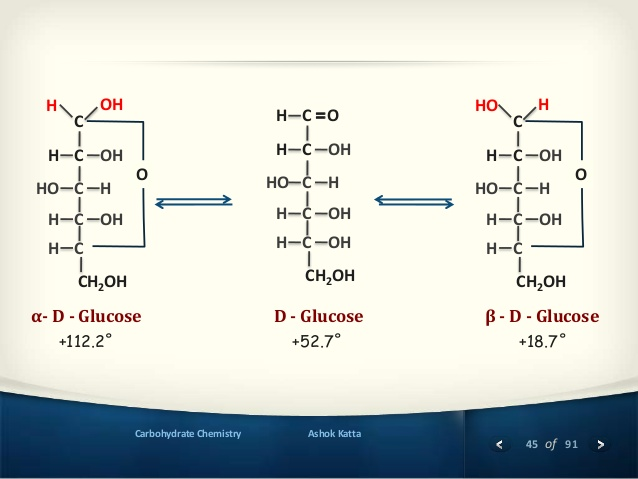 H OH H C O HO H
C H C OH C
H C OH HO C H H C OH
HO C H O H C OH HO C H O
H C OH H C OH H C OH
H C CH₂OH H C
CH₂OH CH₂OH
α- D - Glucose D - Glucose β - D - Glucose
+112.2° +52.7° +18.7°
Carbohydrate Chemistry Ashok Katta
< 45 of 91 >